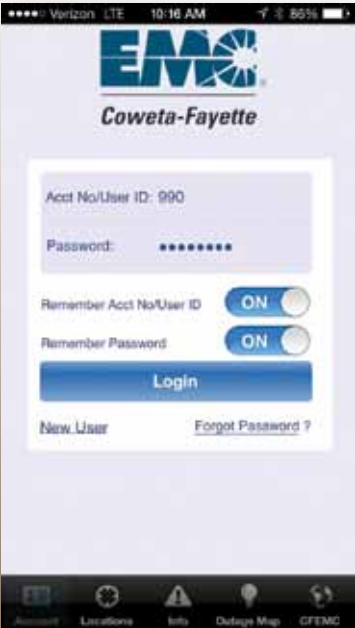 Verizon LTE 10:16 AM 86%
EMC
Coweta-Fayette
Acct No/User ID: 990
Password: ••••••••
Remember Acct No/User ID ON
Remember Password ON
Login
New User Forgot Password ?
Account Locations Info Outage Map CFEMC